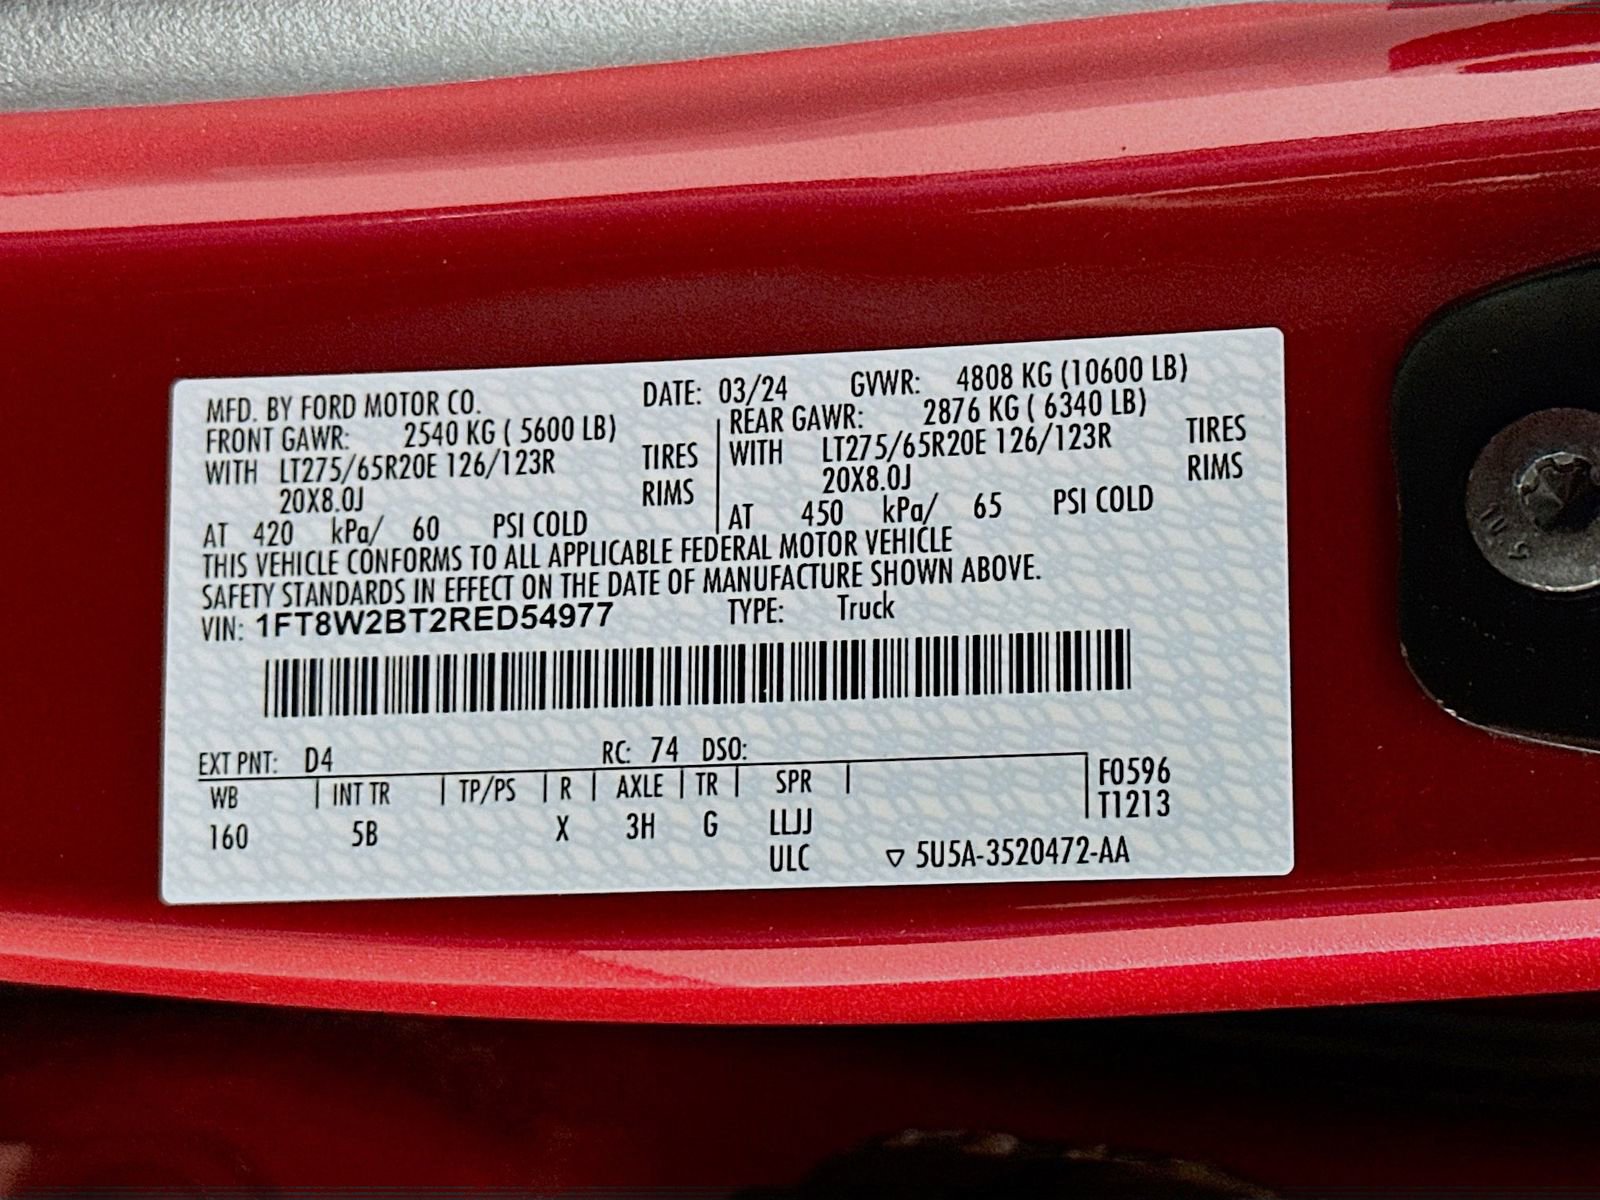 MFD. BY FORD MOTOR CO. DATE: 03/24 GVWR: 4808 KG (10600 LB)
FRONT GAWR: 2540 KG ( 5600 LB)
WITH LT275/65R20E 126/123R TIRES
20X8.0J RIMS
AT 420 kPa/ 60 PSI COLD
REAR GAWR: 2876 KG ( 6340 LB)
WITH LT275/65R20E 126/123R TIRES
20X8.0J RIMS
AT 450 kPa/ 65 PSI COLD
THIS VEHICLE CONFORMS TO ALL APPLICABLE FEDERAL MOTOR VEHICLE
SAFETY STANDARDS IN EFFECT ON THE DATE OF MANUFACTURE SHOWN ABOVE.
VIN: 1FT8W2BT2RED54977 TYPE: Truck
EXT PNT: D4 RC: 74 DSO:
WB | INT TR | TP/PS | R | AXLE | TR | SPR | F0596
T1213
160 5B X 3H G LLJJ
ULC ▽ 5U5A-3520472-AA